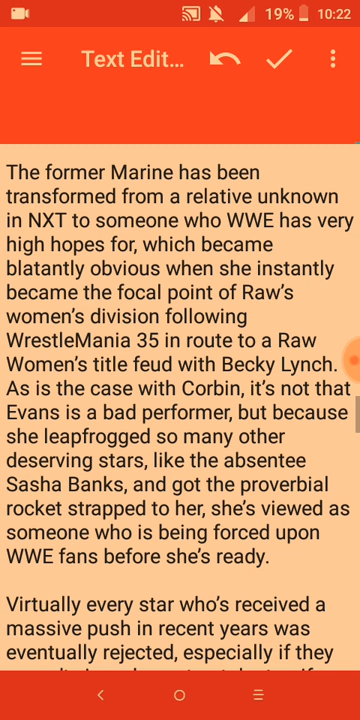 19% 10:22
Text Edit...
The former Marine has been
transformed from a relative unknown
in NXT to someone who WWE has very
high hopes for, which became
blatantly obvious when she instantly
became the focal point of Raw’s
women’s division following
WrestleMania 35 in route to a Raw
Women’s title feud with Becky Lynch.
As is the case with Corbin, it’s not that
Evans is a bad performer, but because
she leapfrogged so many other
deserving stars, like the absentee
Sasha Banks, and got the proverbial
rocket strapped to her, she’s viewed as
someone who is being forced upon
WWE fans before she’s ready.
Virtually every star who’s received a
massive push in recent years was
eventually rejected, especially if they